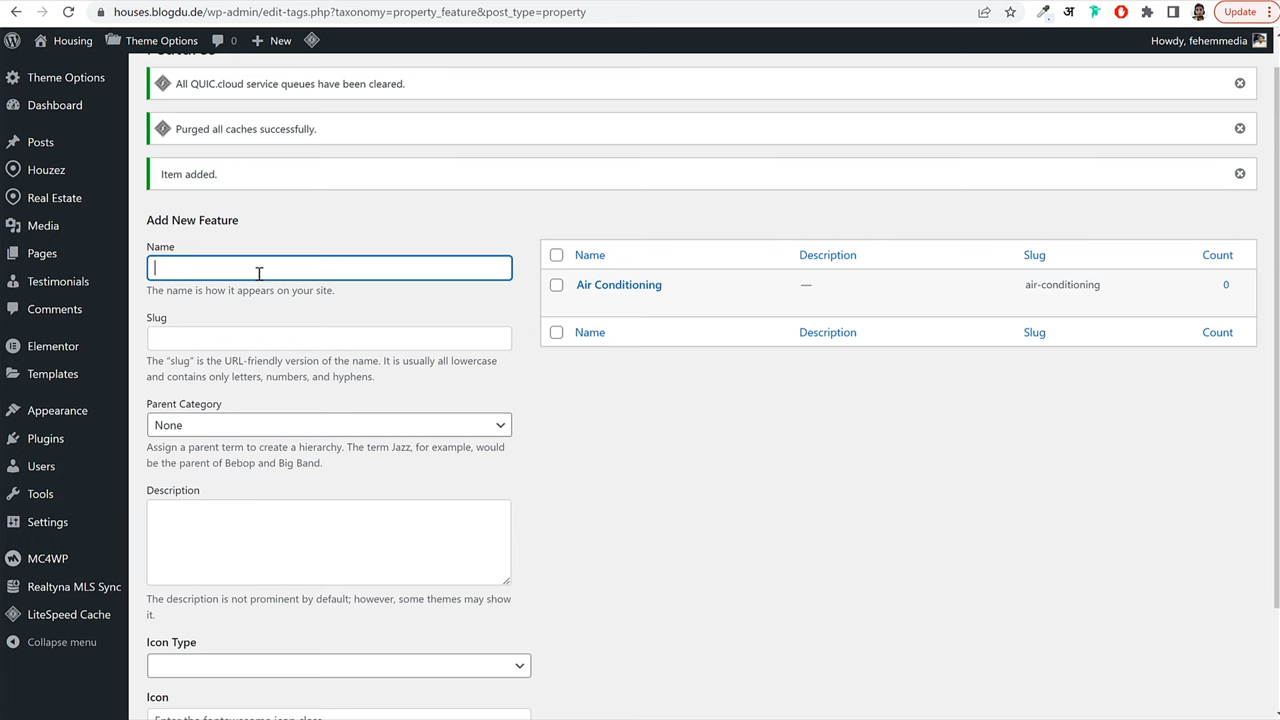 houses.blogdu.de/wp-admin/edit-tags.php?taxonomy=property_feature&post_type=property
Update
Housing
Theme Options
0
New
Howdy, fehemmedia
Theme Options
Dashboard
Posts
Houzez
Real Estate
Media
Pages
Testimonials
Comments
Elementor
Templates
Appearance
Plugins
Users
Tools
Settings
MC4WP
Realtyna MLS Sync
LiteSpeed Cache
Collapse menu
Features
All QUIC.cloud service queues have been cleared.
Purged all caches successfully.
Item added.
Add New Feature
Name
The name is how it appears on your site.
Slug
The “slug” is the URL-friendly version of the name. It is usually all lowercase
and contains only letters, numbers, and hyphens.
Parent Category
None
Assign a parent term to create a hierarchy. The term Jazz, for example, would
be the parent of Bebop and Big Band.
Description
The description is not prominent by default; however, some themes may show
it.
Icon Type
Icon
Enter the fontawesome icon class
Name Description Slug Count
Air Conditioning — air-conditioning 0
Name Description Slug Count